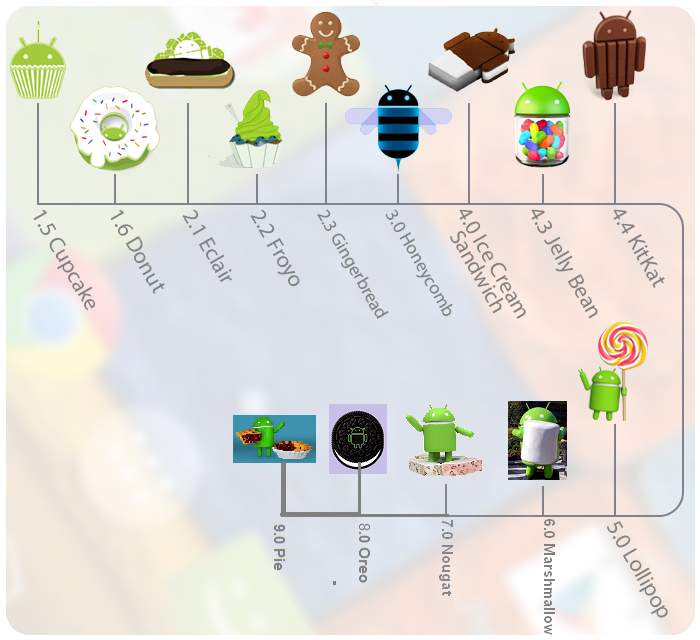 1.5 Cupcake
1.6 Donut
2.1 Eclair
2.2 Froyo
2.3 Gingerbread
3.0 Honeycomb
4.0 Ice Cream
Sandwich
4.3 Jelly Bean
4.4 KitKat
5.0 Lollipop
6.0 Marshmallow
7.0 Nougat
8.0 Oreo
9.0 Pie